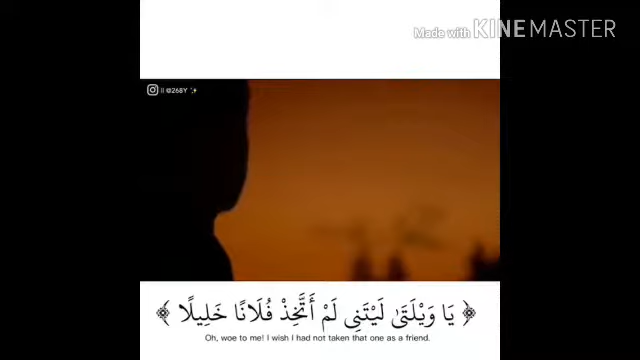 Made with KINEMASTER
|| @268Y
﴿ يَا وَيْلَتَىٰ لَيْتَنِي لَمْ أَتَّخِذْ فُلَانًا خَلِيلًا ﴾
Oh, woe to me! I wish I had not taken that one as a friend.